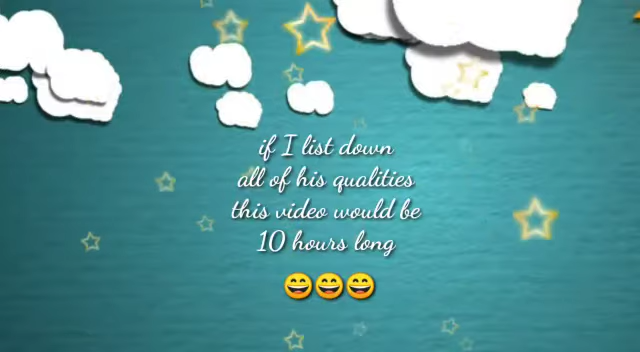 if I list down
all of his qualities
this video would be
10 hours long
😄😄😄